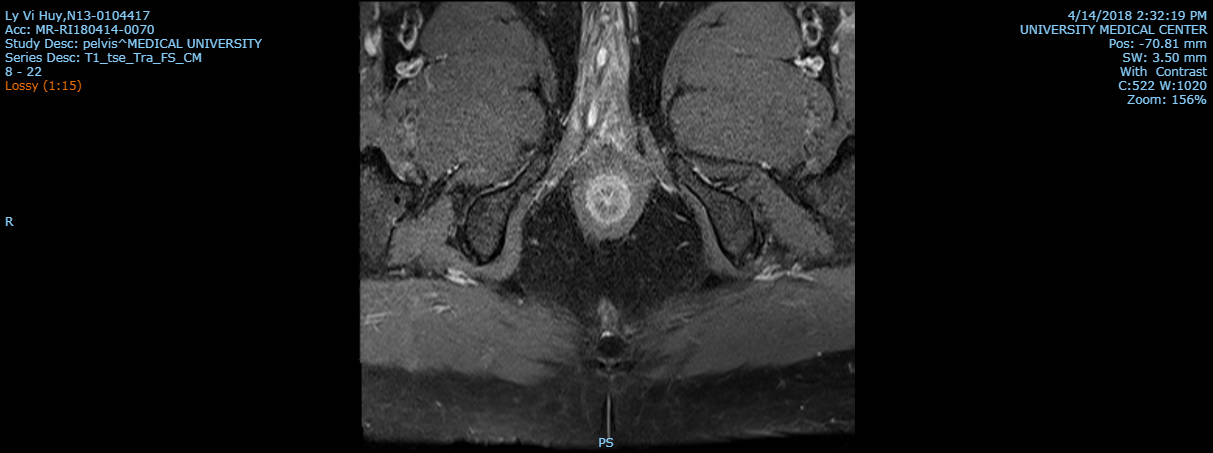 Ly Vi Huy,N13-0104417
Acc: MR-RI180414-0070
Study Desc: pelvis^MEDICAL UNIVERSITY
Series Desc: T1_tse_Tra_FS_CM
8 - 22
Lossy (1:15)
4/14/2018 2:32:19 PM
UNIVERSITY MEDICAL CENTER
Pos: -70.81 mm
SW: 3.50 mm
With Contrast
C:522 W:1020
Zoom: 156%
R
PS